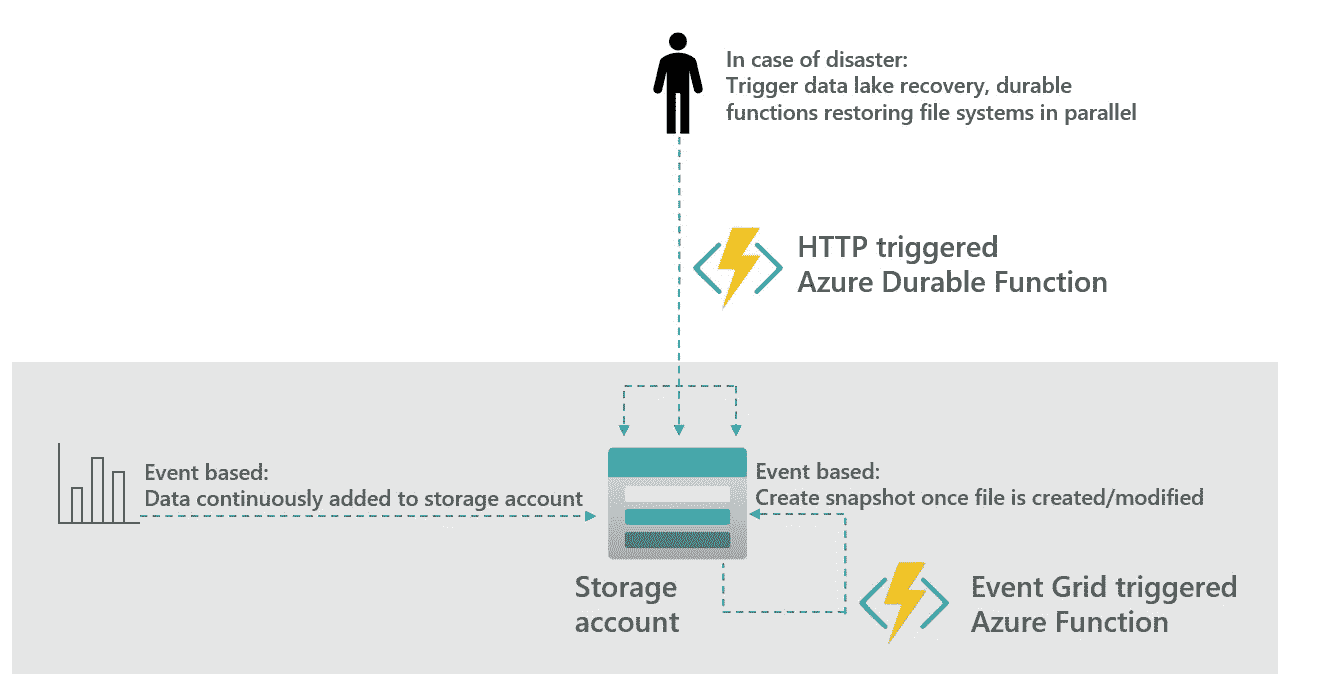 In case of disaster:
Trigger data lake recovery, durable
functions restoring file systems in parallel
HTTP triggered
Azure Durable Function
Event based:
Data continuously added to storage account
Event based:
Create snapshot once file is created/modified
Storage
account
Event Grid triggered
Azure Function